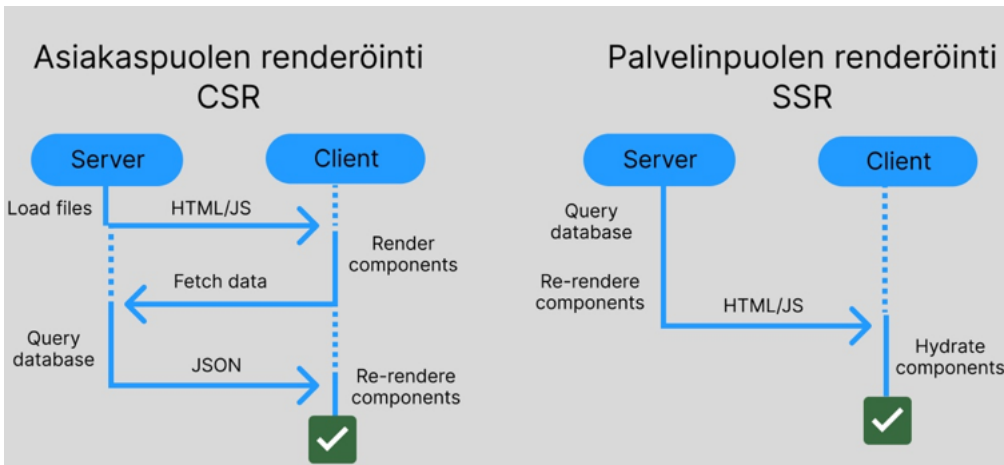 Asiakaspuolen renderöinti
CSR
Server
Client
Load files
HTML/JS
Render
components
Fetch data
Query
database
JSON
Re-rendere
components
Palvelinpuolen renderöinti
SSR
Server
Client
Query
database
Re-rendere
components
HTML/JS
Hydrate
components